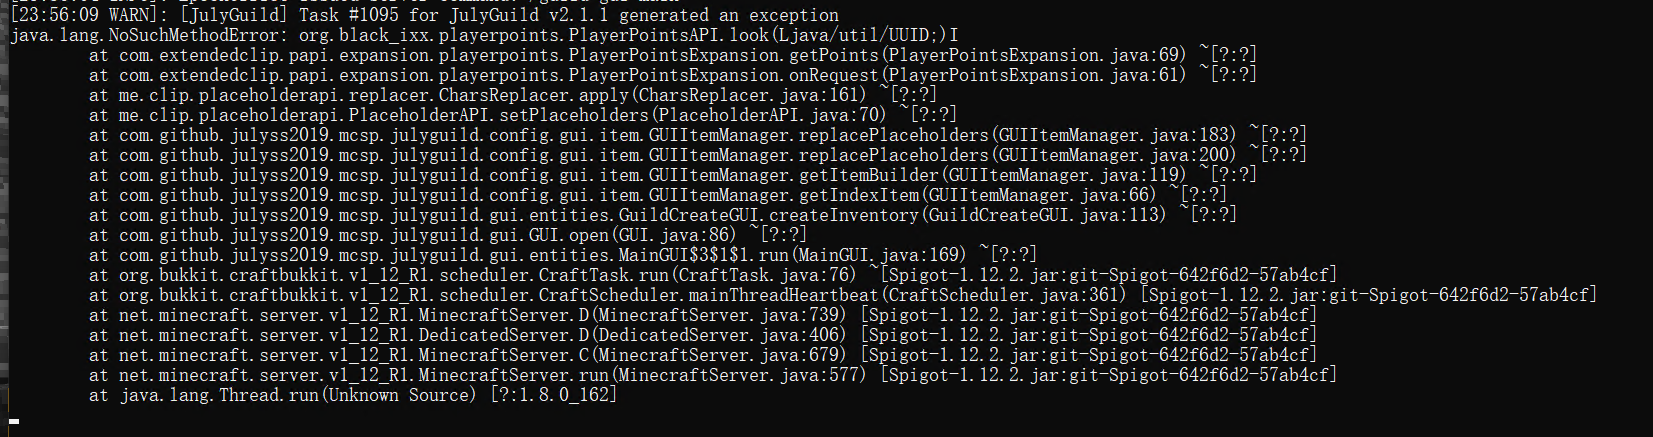 [23:56:09 WARN]: [JulyGuild] Task #1095 for JulyGuild v2.1.1 generated an exception
java.lang.NoSuchMethodError: org.black_ixx.playerpoints.PlayerPointsAPI.look(Ljava/util/UUID;)I
at com.extendedclip.papi.expansion.playerpoints.PlayerPointsExpansion.getPoints(PlayerPointsExpansion.java:69) ~[?:?]
at com.extendedclip.papi.expansion.playerpoints.PlayerPointsExpansion.onRequest(PlayerPointsExpansion.java:61) ~[?:?]
at me.clip.placeholderapi.replacer.CharsReplacer.apply(CharsReplacer.java:161) ~[?:?]
at me.clip.placeholderapi.PlaceholderAPI.setPlaceholders(PlaceholderAPI.java:70) ~[?:?]
at com.github.julyss2019.mcsp.julyguild.config.gui.item.GUIItemManager.replacePlaceholders(GUIItemManager.java:183) ~[?:?]
at com.github.julyss2019.mcsp.julyguild.config.gui.item.GUIItemManager.replacePlaceholders(GUIItemManager.java:200) ~[?:?]
at com.github.julyss2019.mcsp.julyguild.config.gui.item.GUIItemManager.getItemBuilder(GUIItemManager.java:119) ~[?:?]
at com.github.julyss2019.mcsp.julyguild.config.gui.item.GUIItemManager.getIndexItem(GUIItemManager.java:66) ~[?:?]
at com.github.julyss2019.mcsp.julyguild.gui.entities.GuildCreateGUI.createInventory(GuildCreateGUI.java:113) ~[?:?]
at com.github.julyss2019.mcsp.julyguild.gui.GUI.open(GUI.java:86) ~[?:?]
at com.github.julyss2019.mcsp.julyguild.gui.entities.MainGUI$3$1$1.run(MainGUI.java:169) ~[?:?]
at org.bukkit.craftbukkit.v1_12_R1.scheduler.CraftTask.run(CraftTask.java:76) ~[Spigot-1.12.2.jar:git-Spigot-642f6d2-57ab4cf]
at org.bukkit.craftbukkit.v1_12_R1.scheduler.CraftScheduler.mainThreadHeartbeat(CraftScheduler.java:361) [Spigot-1.12.2.jar:git-Spigot-642f6d2-57ab4cf]
at net.minecraft.server.v1_12_R1.MinecraftServer.D(MinecraftServer.java:739) [Spigot-1.12.2.jar:git-Spigot-642f6d2-57ab4cf]
at net.minecraft.server.v1_12_R1.DedicatedServer.D(DedicatedServer.java:406) [Spigot-1.12.2.jar:git-Spigot-642f6d2-57ab4cf]
at net.minecraft.server.v1_12_R1.MinecraftServer.C(MinecraftServer.java:679) [Spigot-1.12.2.jar:git-Spigot-642f6d2-57ab4cf]
at net.minecraft.server.v1_12_R1.MinecraftServer.run(MinecraftServer.java:577) [Spigot-1.12.2.jar:git-Spigot-642f6d2-57ab4cf]
at java.lang.Thread.run(Unknown Source) [?:1.8.0_162]